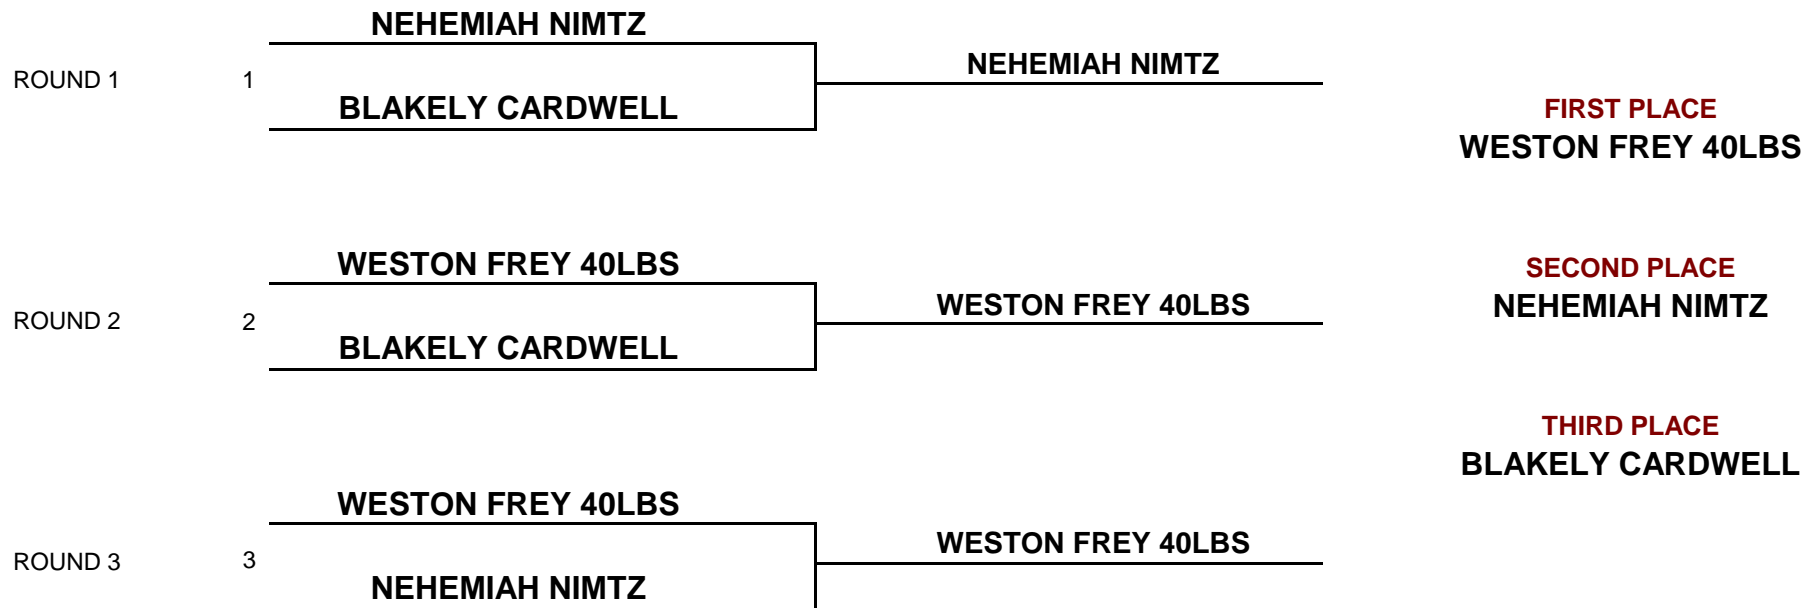 NEHEMIAH NIMTZ
ROUND 1
1
NEHEMIAH NIMTZ
BLAKELY CARDWELL
FIRST PLACE
WESTON FREY 40LBS
WESTON FREY 40LBS
SECOND PLACE
ROUND 2
2
WESTON FREY 40LBS
NEHEMIAH NIMTZ
BLAKELY CARDWELL
THIRD PLACE
BLAKELY CARDWELL
WESTON FREY 40LBS
ROUND 3
3
WESTON FREY 40LBS
NEHEMIAH NIMTZ